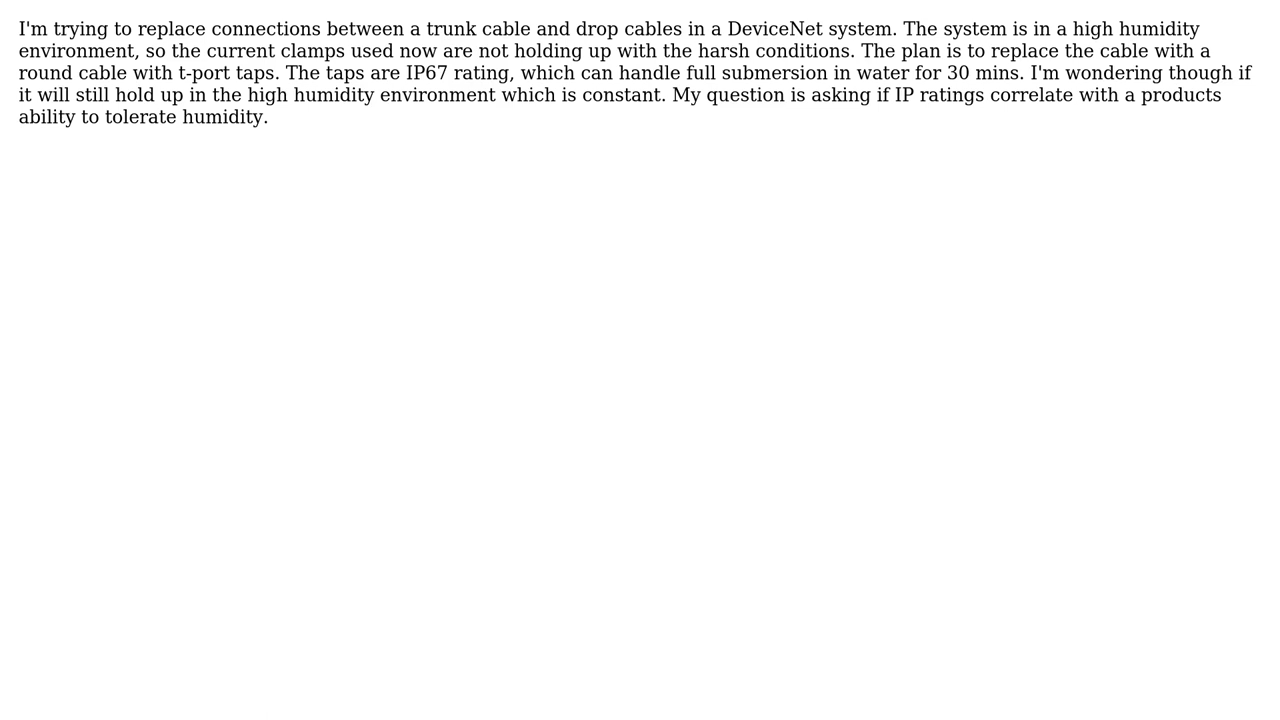 I'm trying to replace connections between a trunk cable and drop cables in a DeviceNet system. The system is in a high humidity
environment, so the current clamps used now are not holding up with the harsh conditions. The plan is to replace the cable with a
round cable with t-port taps. The taps are IP67 rating, which can handle full submersion in water for 30 mins. I'm wondering though if
it will still hold up in the high humidity environment which is constant. My question is asking if IP ratings correlate with a products
ability to tolerate humidity.